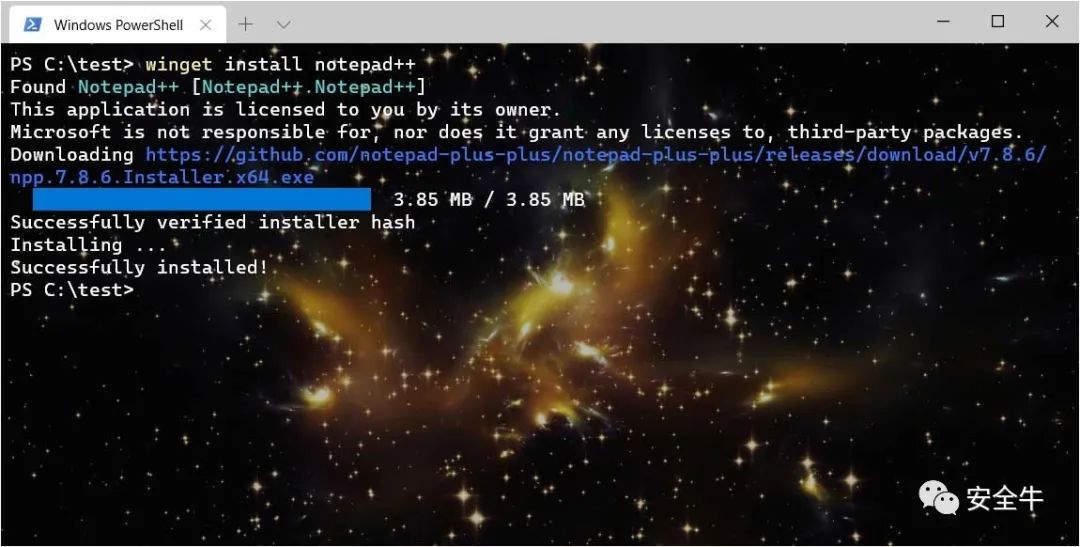 Windows PowerShell
PS C:\test> winget install notepad++
Found Notepad++ [Notepad++.Notepad++]
This application is licensed to you by its owner.
Microsoft is not responsible for, nor does it grant any licenses to, third-party packages.
Downloading https://github.com/notepad-plus-plus/notepad-plus-plus/releases/download/v7.8.6/
npp.7.8.6.Installer.x64.exe
3.85 MB / 3.85 MB
Successfully verified installer hash
Installing ...
Successfully installed!
PS C:\test>
安全牛